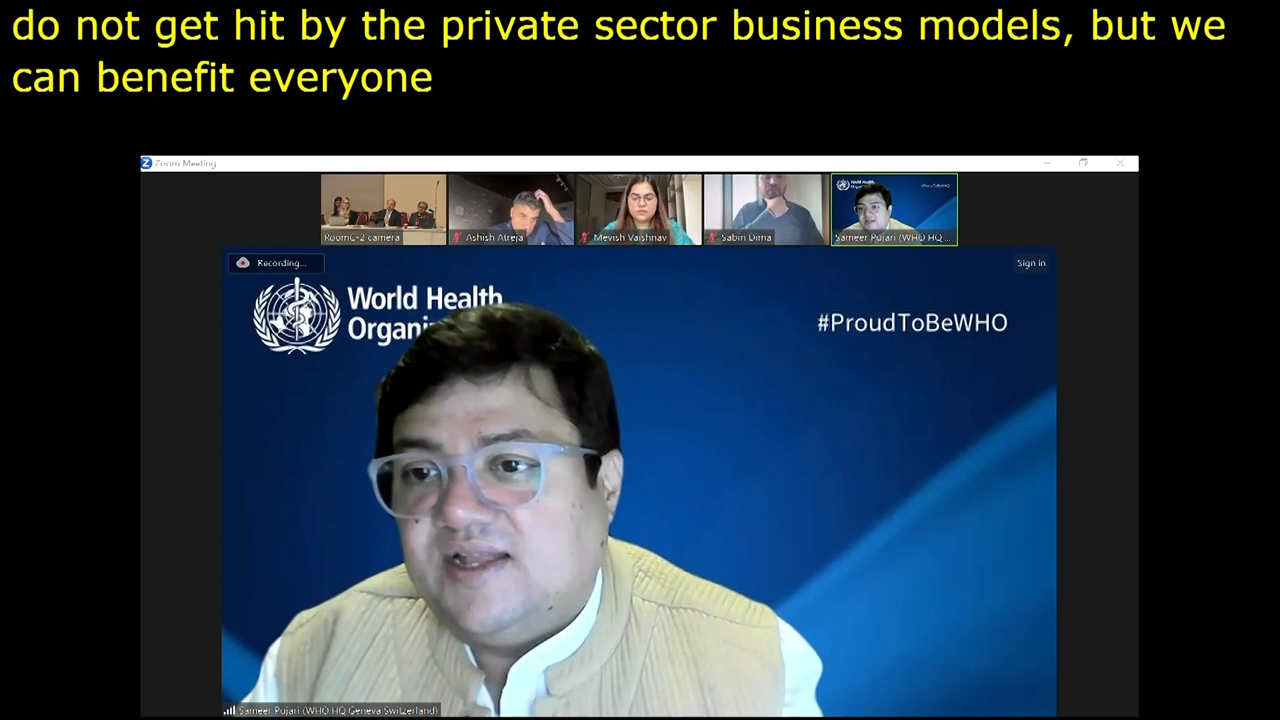 do not get hit by the private sector business models, but we
can benefit everyone
Zoom Meeting
RoomC-2 camera
Ashish Atreja
Mevish Vaishnav
Sabin Dima
Sameer Pujari (WHO HQ ...
Recording...
Sign in
World Health
Organi
#ProudToBeWHO
Sameer Pujari (WHO HQ Geneva Switzerland)